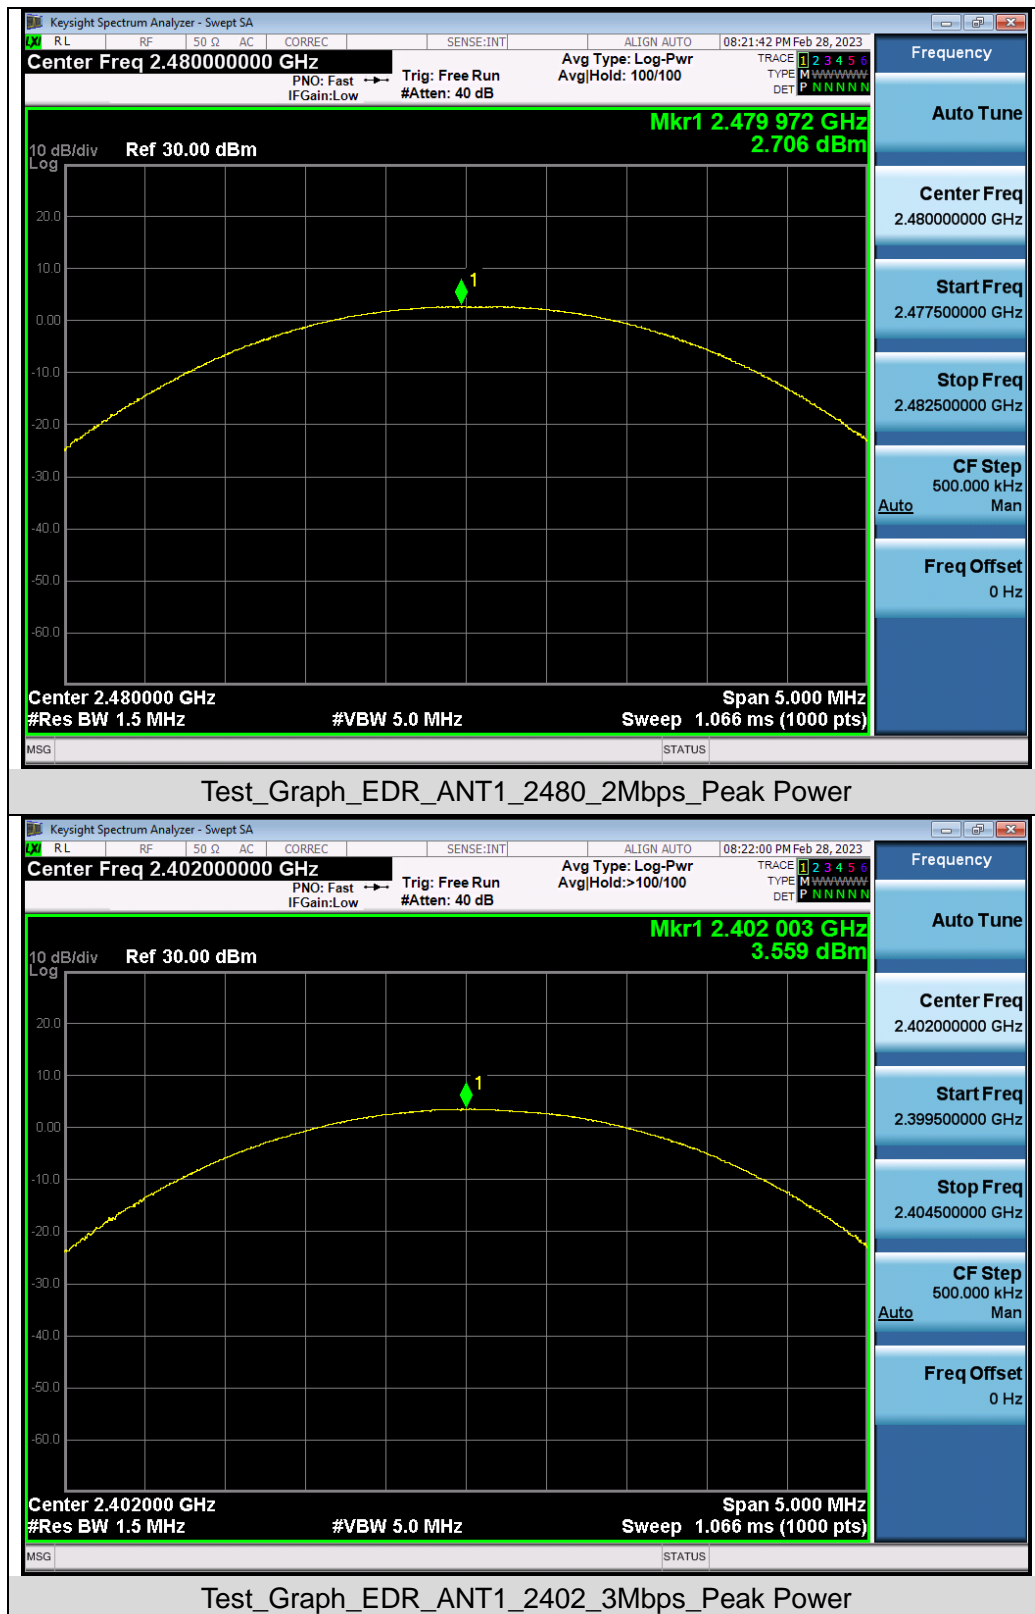 Keysight Spectrum Analyzer - Swept SA
LXI RL RF 50 Ω AC CORREC SENSE:INT ALIGN AUTO 08:21:42 PM Feb 28, 2023
Center Freq 2.480000000 GHz
PNO: Fast
IFGain:Low
Trig: Free Run
#Atten: 40 dB
Avg Type: Log-Pwr
Avg|Hold: 100/100
TRACE 1 2 3 4 5 6
TYPE M WWWWW
DET P N N N N N
Mkr1 2.479 972 GHz
2.706 dBm
10 dB/div
Log
Ref 30.00 dBm
20.0
10.0
0.00
-10.0
-20.0
-30.0
-40.0
-50.0
-60.0
1
Center 2.480000 GHz
#Res BW 1.5 MHz
#VBW 5.0 MHz
Span 5.000 MHz
Sweep 1.066 ms (1000 pts)
MSG
STATUS
Frequency
Auto Tune
Center Freq
2.480000000 GHz
Start Freq
2.477500000 GHz
Stop Freq
2.482500000 GHz
CF Step
500.000 kHz
Auto Man
Freq Offset
0 Hz
Test_Graph_EDR_ANT1_2480_2Mbps_Peak Power
Keysight Spectrum Analyzer - Swept SA
LXI RL RF 50 Ω AC CORREC SENSE:INT ALIGN AUTO 08:22:00 PM Feb 28, 2023
Center Freq 2.402000000 GHz
PNO: Fast
IFGain:Low
Trig: Free Run
#Atten: 40 dB
Avg Type: Log-Pwr
Avg|Hold:>100/100
TRACE 1 2 3 4 5 6
TYPE M WWWWW
DET P N N N N N
Mkr1 2.402 003 GHz
3.559 dBm
10 dB/div
Log
Ref 30.00 dBm
20.0
10.0
0.00
-10.0
-20.0
-30.0
-40.0
-50.0
-60.0
1
Center 2.402000 GHz
#Res BW 1.5 MHz
#VBW 5.0 MHz
Span 5.000 MHz
Sweep 1.066 ms (1000 pts)
MSG
STATUS
Frequency
Auto Tune
Center Freq
2.402000000 GHz
Start Freq
2.399500000 GHz
Stop Freq
2.404500000 GHz
CF Step
500.000 kHz
Auto Man
Freq Offset
0 Hz
Test_Graph_EDR_ANT1_2402_3Mbps_Peak Power